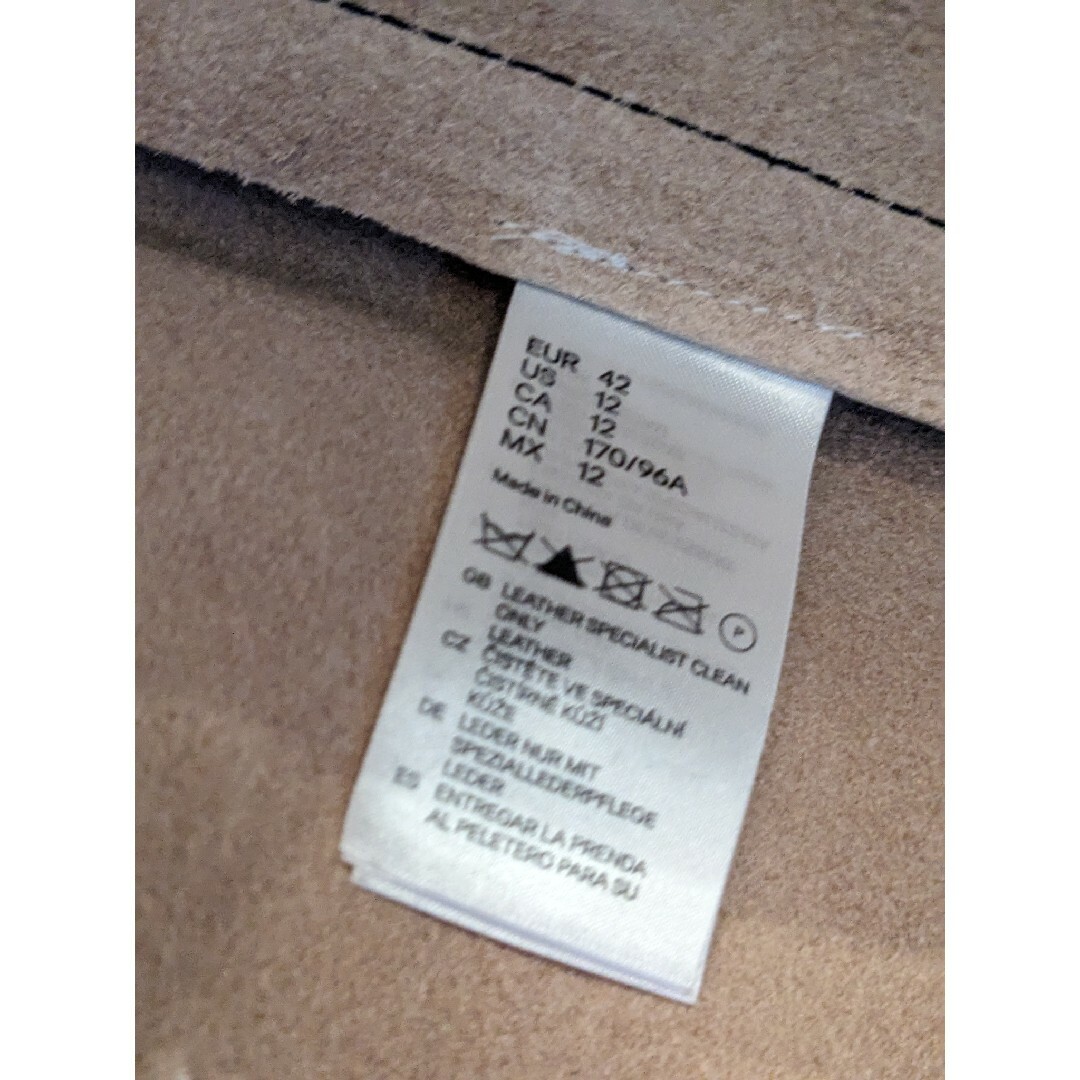 EUR 42
US 12
CA 12
CN 170/96A
MX 12
Made in China
P
GB LEATHER SPECIALIST CLEAN
ONLY
LEATHER
CZ ČISTĚTE VE SPECIÁLNÍ
ČISTÍRNĚ KŮŽÍ
KŮŽE
DE LEDER NUR MIT
SPEZIALLEDERPFLEGE
LEDER
ES ENTREGAR LA PRENDA
AL PELETERO PARA SU